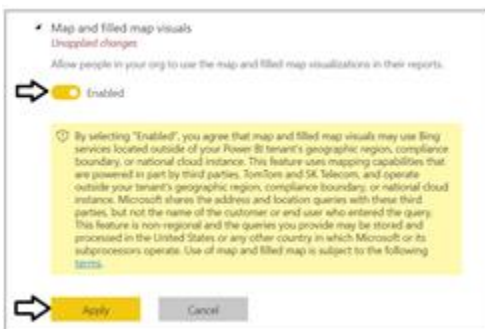 Map and filled map visuals
Unapplied changes
Allow people in your org to use the map and filled map visualizations in their reports.
Enabled
By selecting "Enabled", you agree that map and filled map visuals may use Bing
services located outside of your Power BI tenant's geographic region, compliance
boundary, or national cloud instance. This feature uses mapping capabilities that
are powered in part by third parties, TomTom and SK Telecom, and operate
outside your tenant's geographic region, compliance boundary, or national cloud
instance. Microsoft shares the address and location queries with these third
parties, but not the name of the customer or end user who entered the query.
This feature is non-regional and the queries you provide may be stored and
processed in the United States or any other country in which Microsoft or its
subprocessors operate. Use of map and filled map is subject to the following
terms.
Apply
Cancel